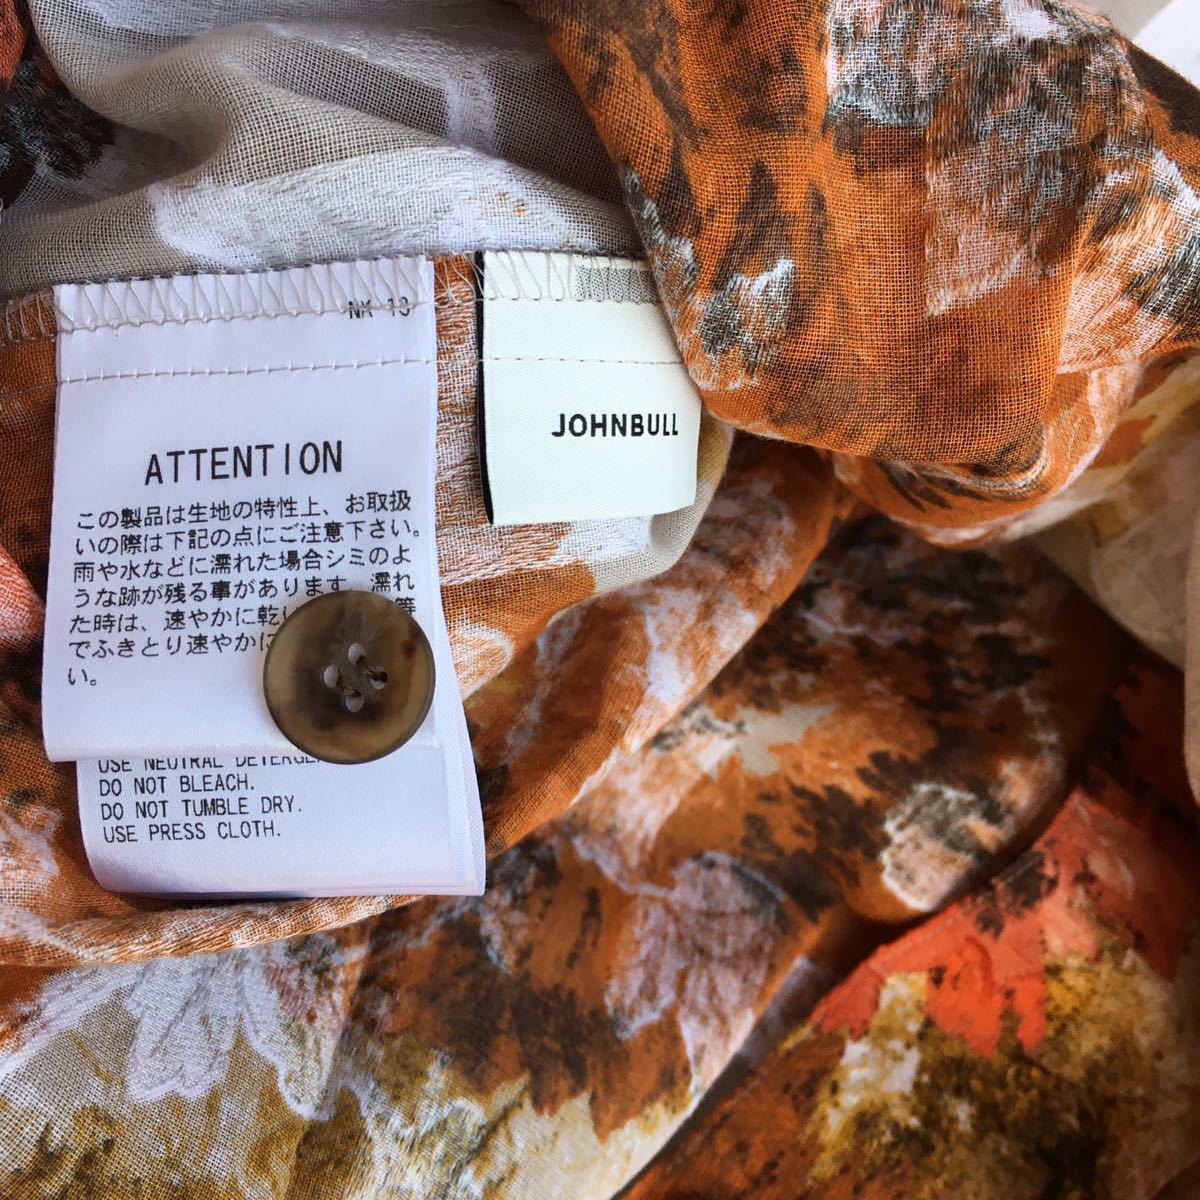 NK 13
ATTENTION
この製品は生地の特性上、お取扱
いの際は下記の点にご注意下さい。
雨や水などに濡れた場合シミのよ
うな跡が残る事があります。濡れ
た時は、速やかに乾い 等
でふきとり速やかに
い。
USE NEUTRAL
DO NOT BLEACH.
DO NOT TUMBLE DRY.
USE PRESS CLOTH.
JOHNBULL